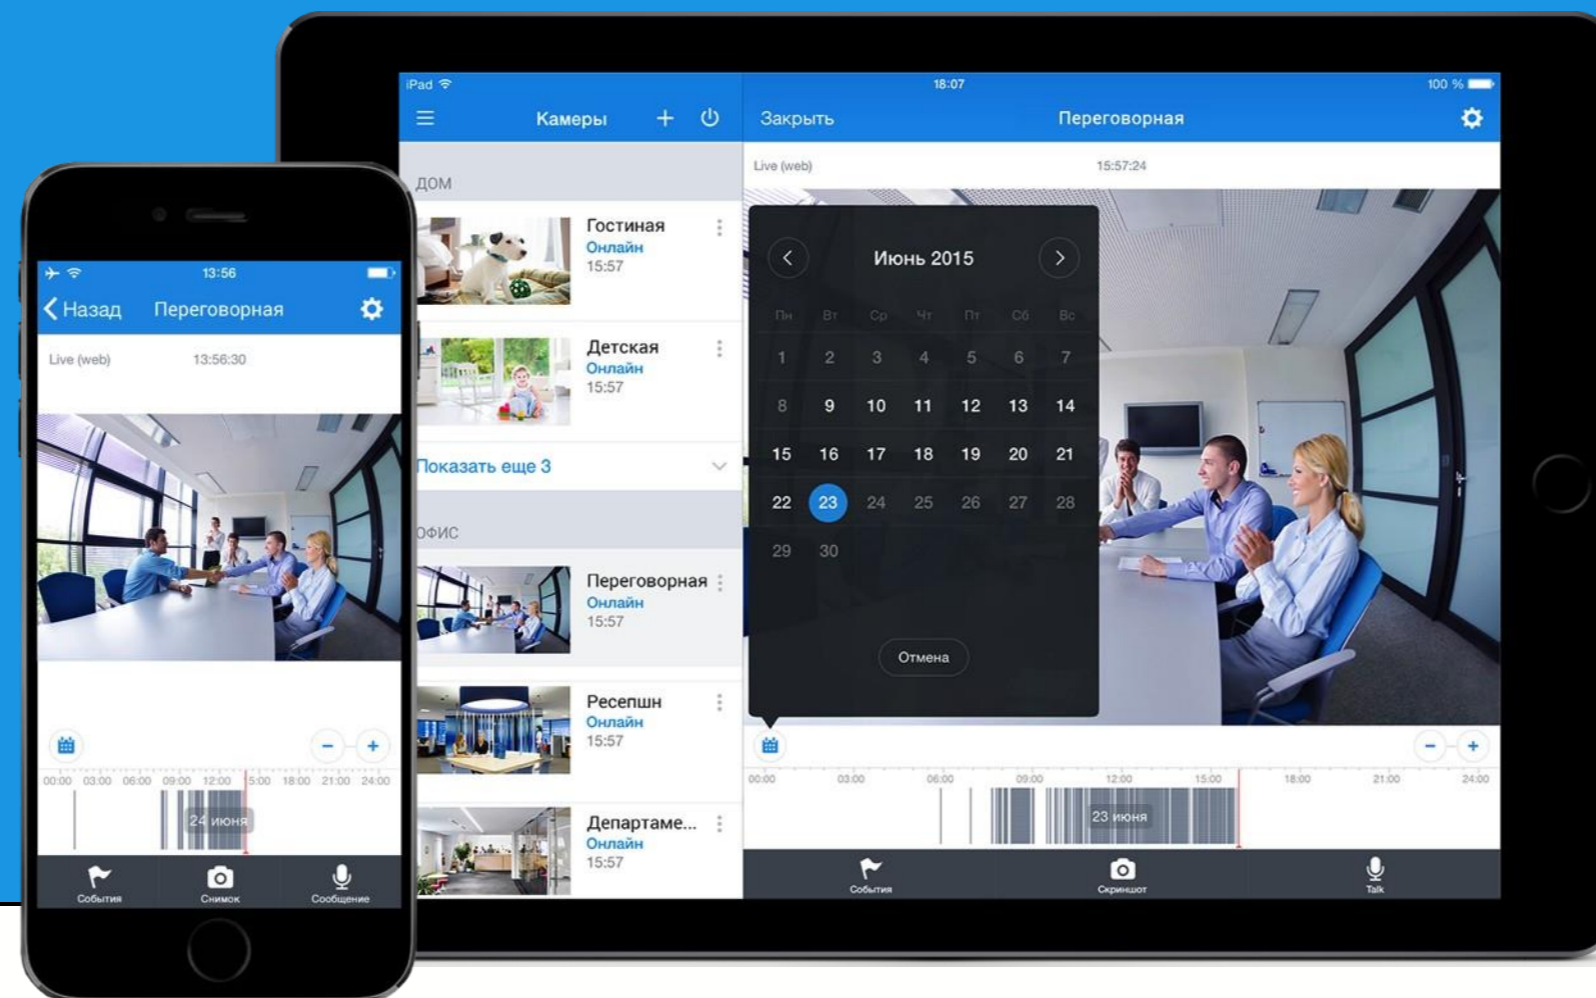 13:56
Назад Переговорная
Live (web) 13:56:30
00:00 03:00 06:00 09:00 12:00 15:00 18:00 21:00 24:00
24 июня
События Снимок Сообщение
iPad 18:07 100 %
Камеры
ДОМ
Гостиная
Онлайн
15:57
Детская
Онлайн
15:57
Показать еще 3
ОФИС
Переговорная
Онлайн
15:57
Ресепшн
Онлайн
15:57
Департаме...
Онлайн
15:57
Закрыть Переговорная
Live (web) 15:57:24
Июнь 2015
Пн Вт Ср Чт Пт Сб Вс
1 2 3 4 5 6 7
8 9 10 11 12 13 14
15 16 17 18 19 20 21
22 23 24 25 26 27 28
29 30
Отмена
00:00 03:00 06:00 09:00 12:00 15:00 18:00 21:00 24:00
23 июня
События Скриншот Talk